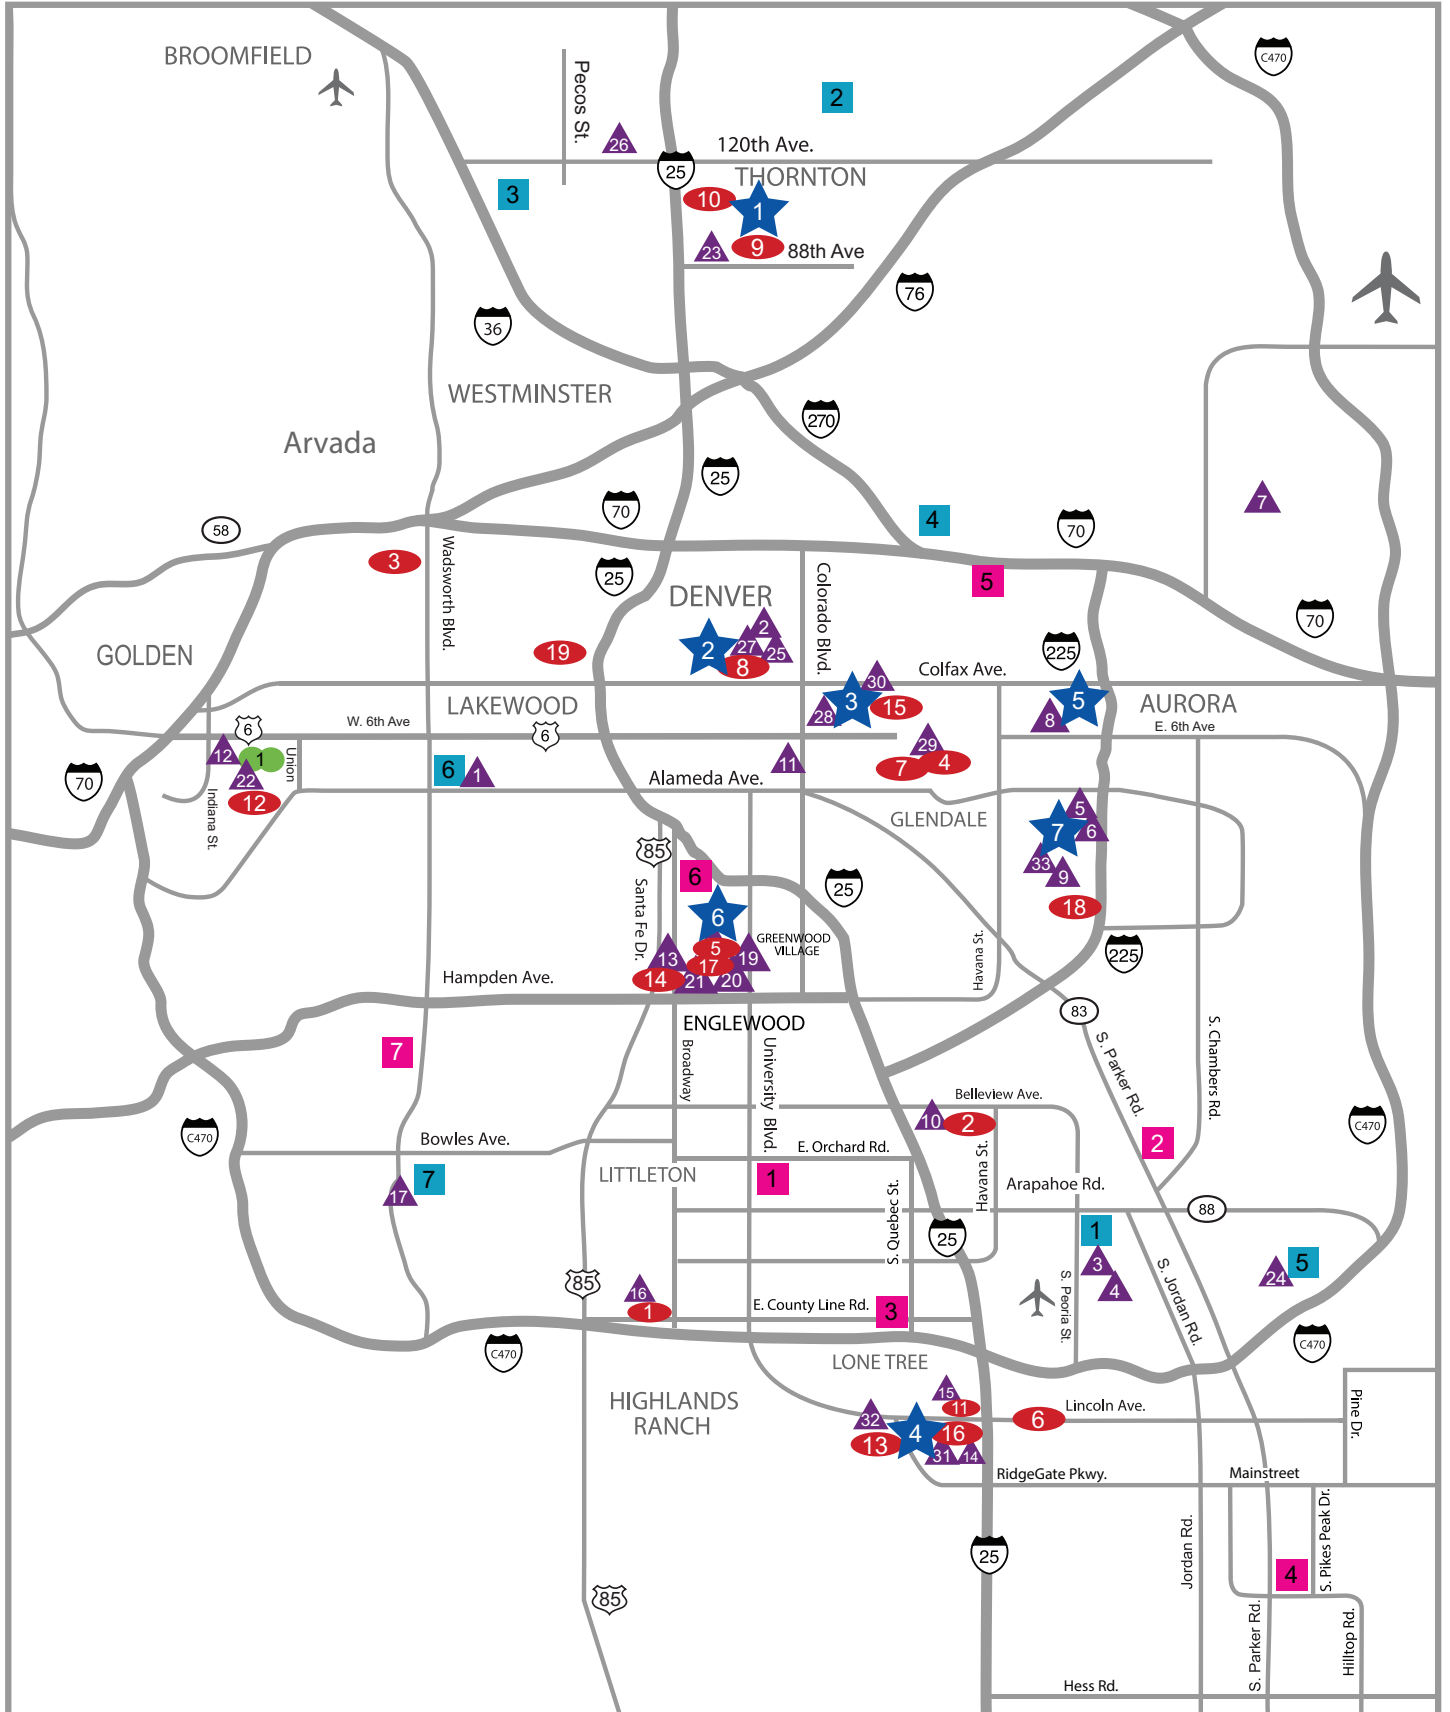 BROOMFIELD
C470
Pecos St.
2
26
120th Ave.
25
THORNTON
3
10
1
9
23
88th Ave
76
36
WESTMINSTER
270
Arvada
25
70
7
58
4
70
3
Wadsworth Blvd.
25
Colorado Blvd.
5
DENVER
70
GOLDEN
19
2
2
27
25
8
225
Colfax Ave.
30
LAKEWOOD
3
15
28
5
8
AURORA
E. 6th Ave
W. 6th Ave
6
6
12
1
22
Union
12
70
Indiana St.
6
1
Alameda Ave.
11
29
7
4
GLENDALE
5
7
6
33
9
18
85
6
25
Santa Fe Dr.
6
5
13
17
19
14
21
20
GREENWOOD
VILLAGE
Havana St.
225
Hampden Ave.
ENGLEWOOD
83
7
Broadway
University Blvd.
S. Parker Rd.
S. Chambers Rd.
Belleview Ave.
10
2
C470
C470
Bowles Ave.
E. Orchard Rd.
2
LITTLETON
1
7
17
Havana St.
Arapahoe Rd.
S. Quebec St.
88
25
1
3
4
5
24
85
16
1
E. County Line Rd.
3
S. Peoria St.
S. Jordan Rd.
C470
C470
LONE TREE
HIGHLANDS
RANCH
15
11
32
4
16
13
31
14
6
Lincoln Ave.
Pine Dr.
RidgeGate Pkwy.
Mainstreet
25
Jordan Rd.
4
S. Pikes Peak Dr.
85
S. Parker Rd.
Hilltop Rd.
Hess Rd.